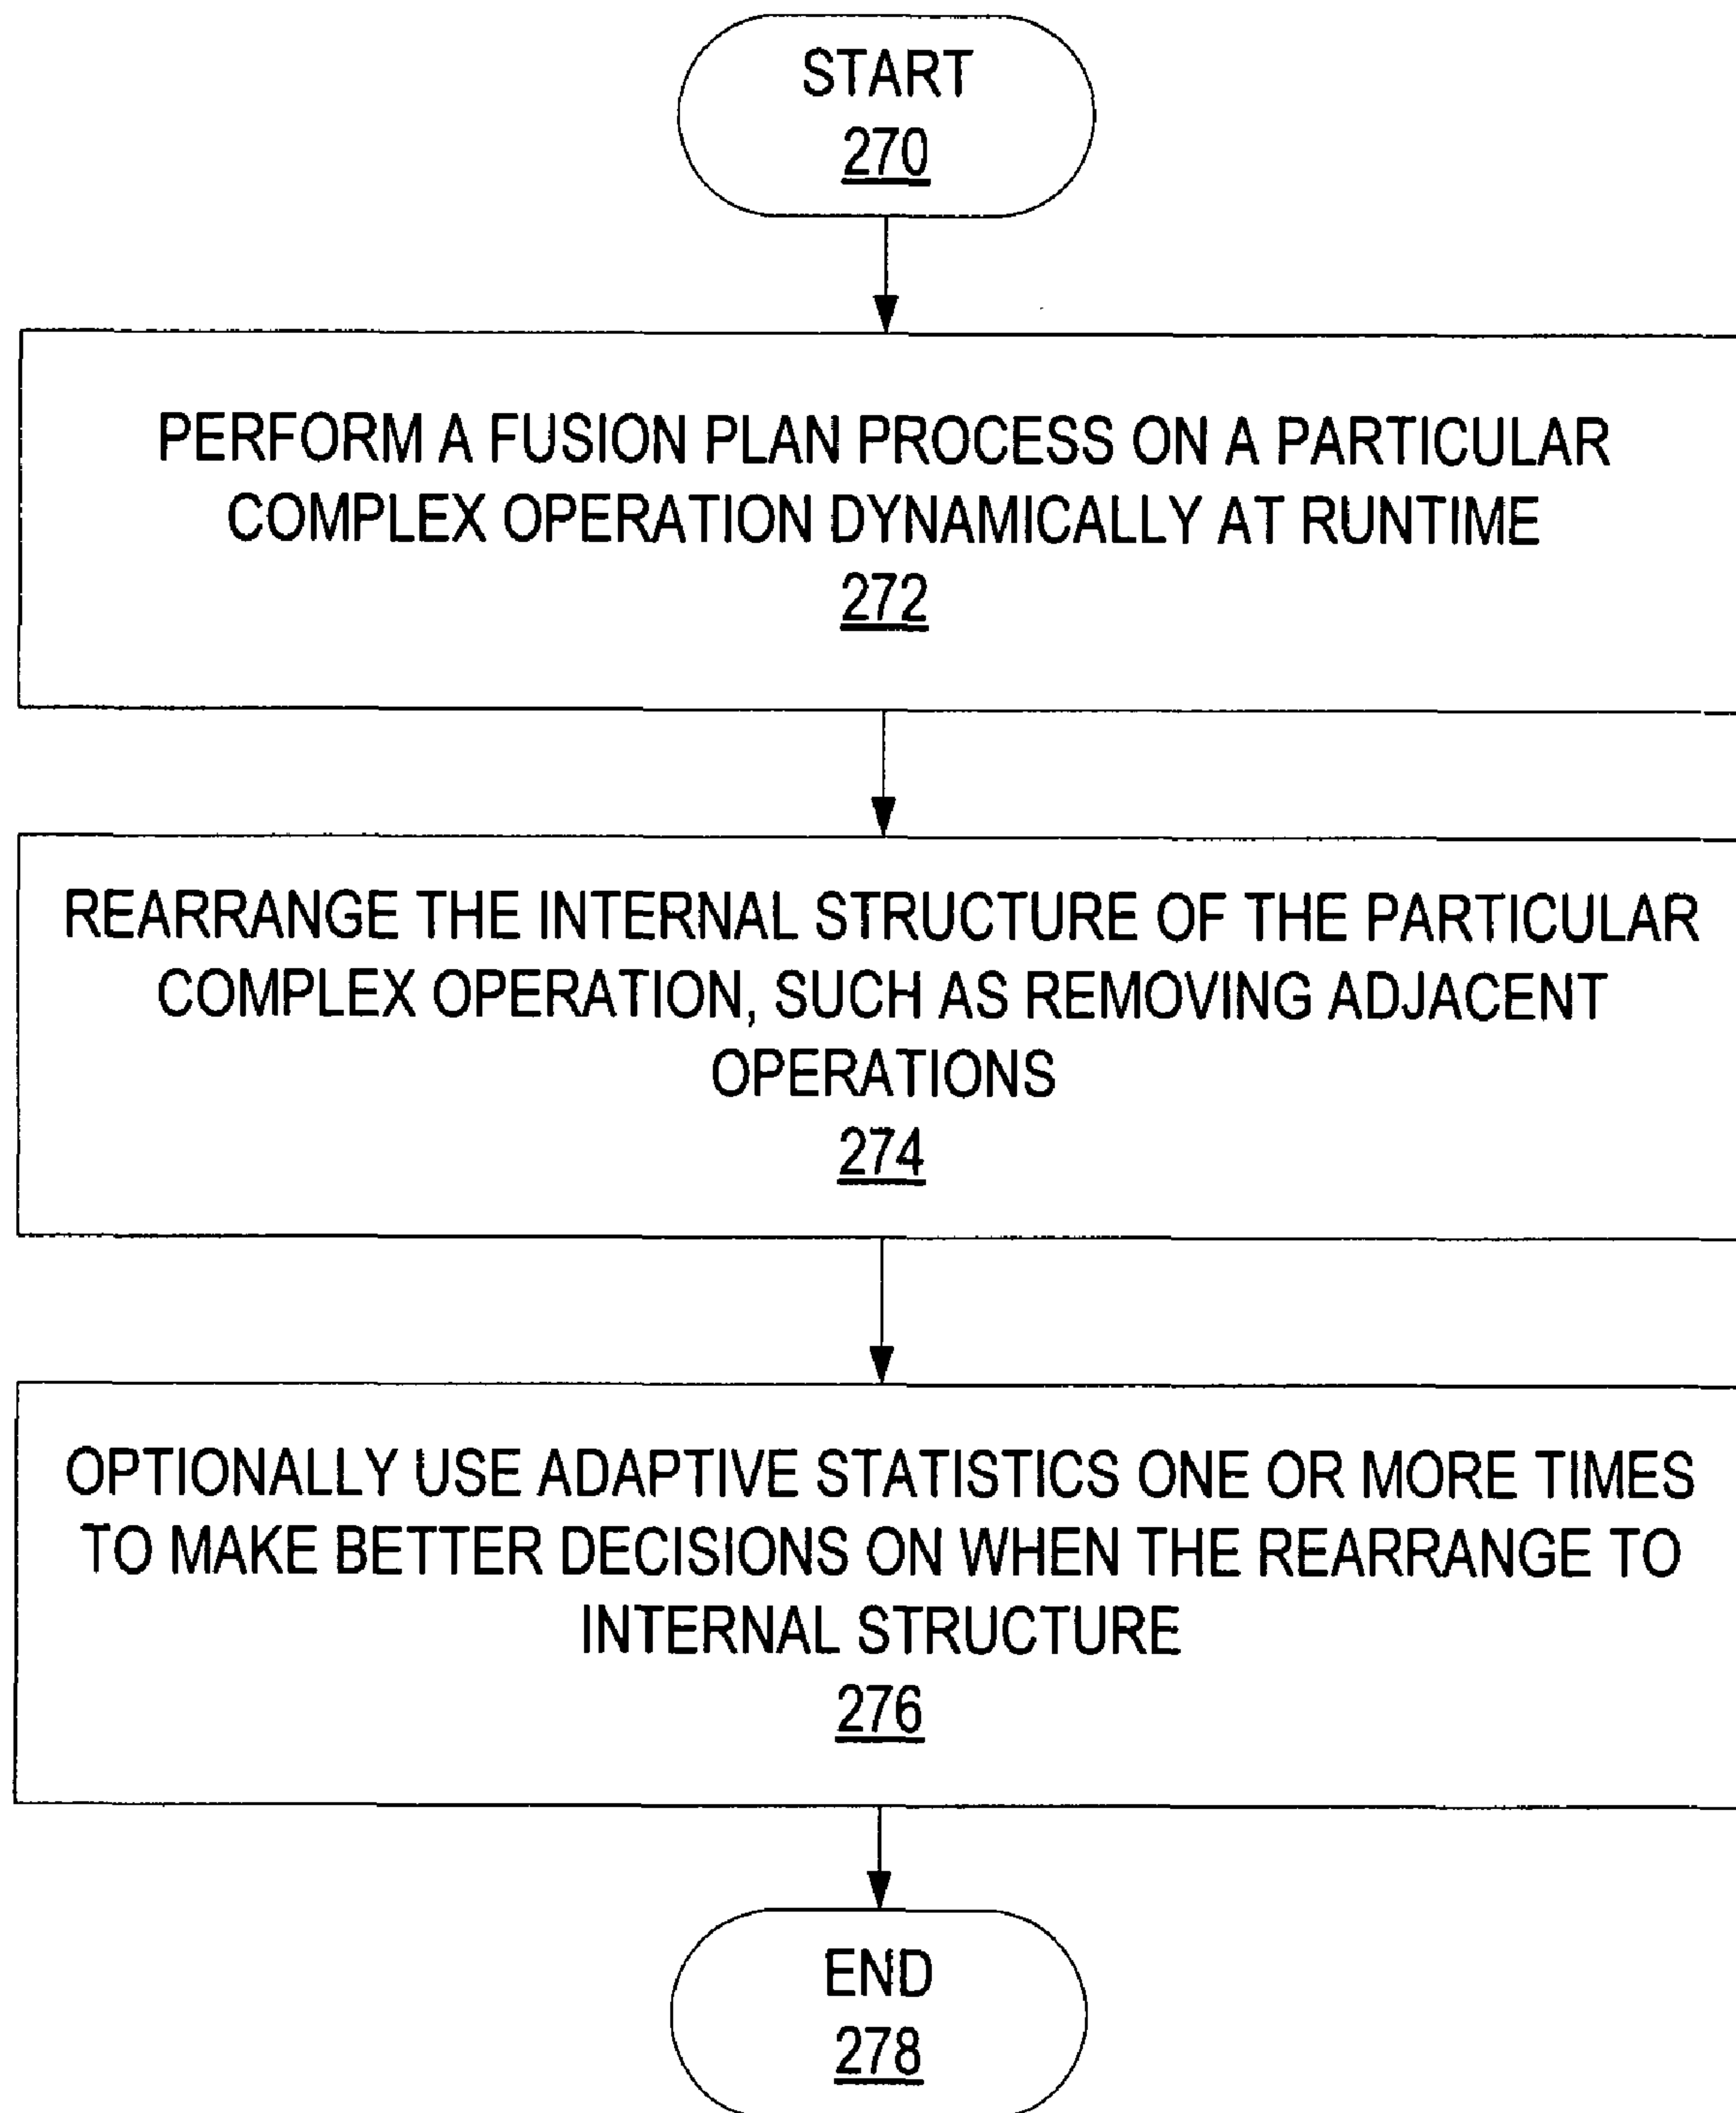 START
270
PERFORM A FUSION PLAN PROCESS ON A PARTICULAR
COMPLEX OPERATION DYNAMICALLY AT RUNTIME
272
REARRANGE THE INTERNAL STRUCTURE OF THE PARTICULAR
COMPLEX OPERATION, SUCH AS REMOVING ADJACENT
OPERATIONS
274
OPTIONALLY USE ADAPTIVE STATISTICS ONE OR MORE TIMES
TO MAKE BETTER DECISIONS ON WHEN THE REARRANGE TO
INTERNAL STRUCTURE
276
END
278